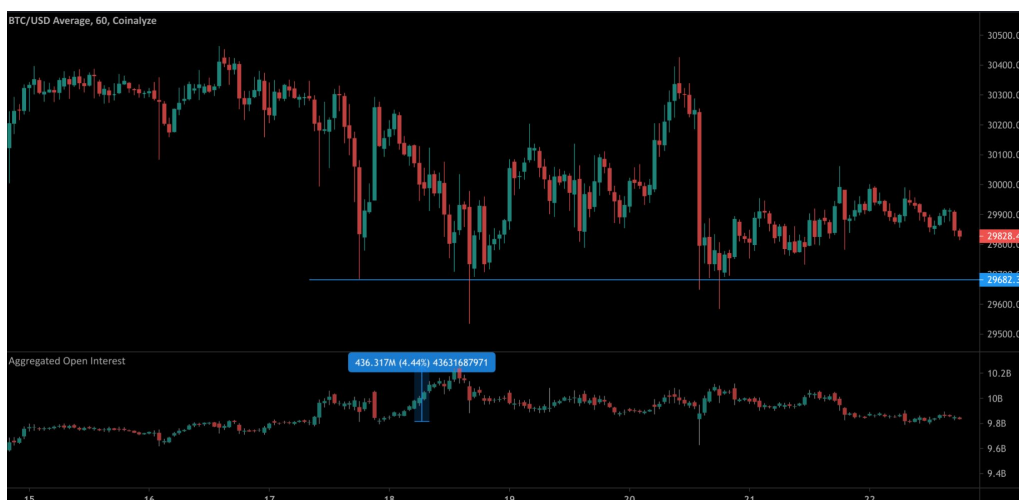 BTC/USD Average, 60, Coinalyze
30500.0
30400.0
30300.0
30200.0
30100.0
30000.0
29900.0
29828.4
29800.0
29682.3
29600.0
29500.0
Aggregated Open Interest
436.317M (4.44%) 43631687971
10.2B
10B
9.8B
9.6B
9.4B
15 16 17 18 19 20 21 22